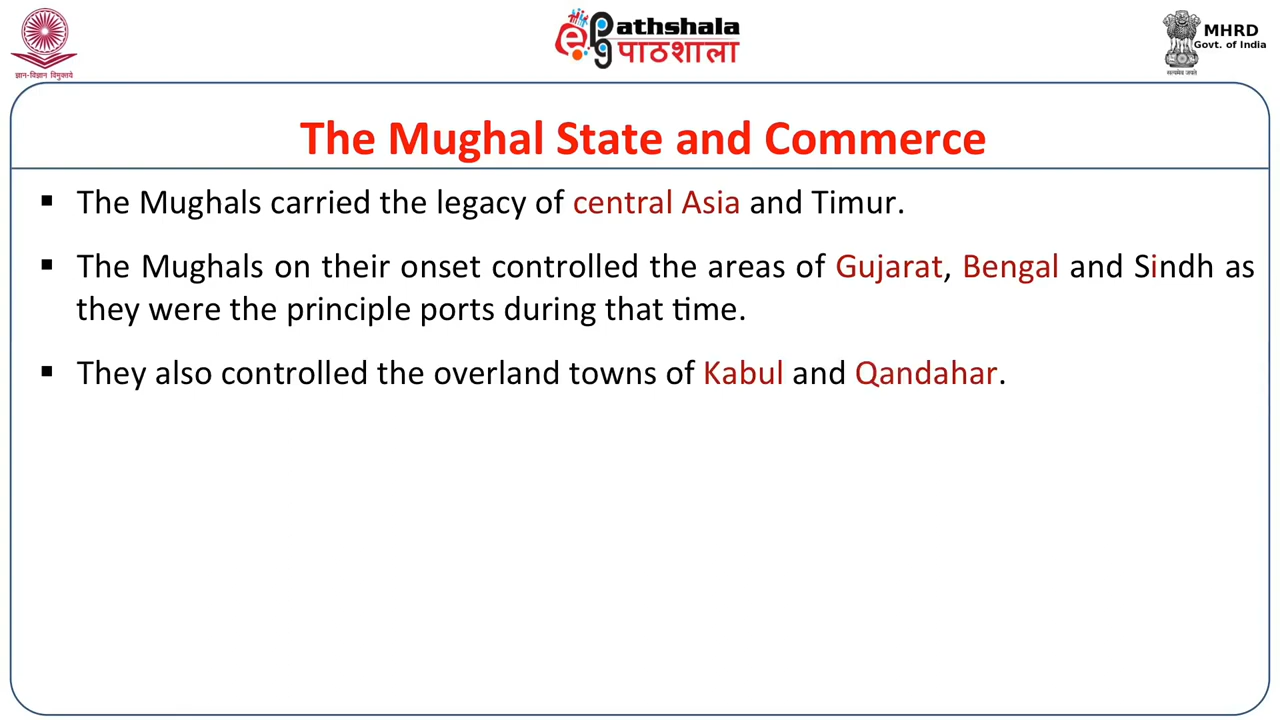 ज्ञान-विज्ञान विमुक्तये
ePathshala
pg पाठशाला
MHRD
Govt. of India
सत्यमेव जयते
The Mughal State and Commerce
▪ The Mughals carried the legacy of central Asia and Timur.
▪ The Mughals on their onset controlled the areas of Gujarat, Bengal and Sindh as
they were the principle ports during that time.
▪ They also controlled the overland towns of Kabul and Qandahar.